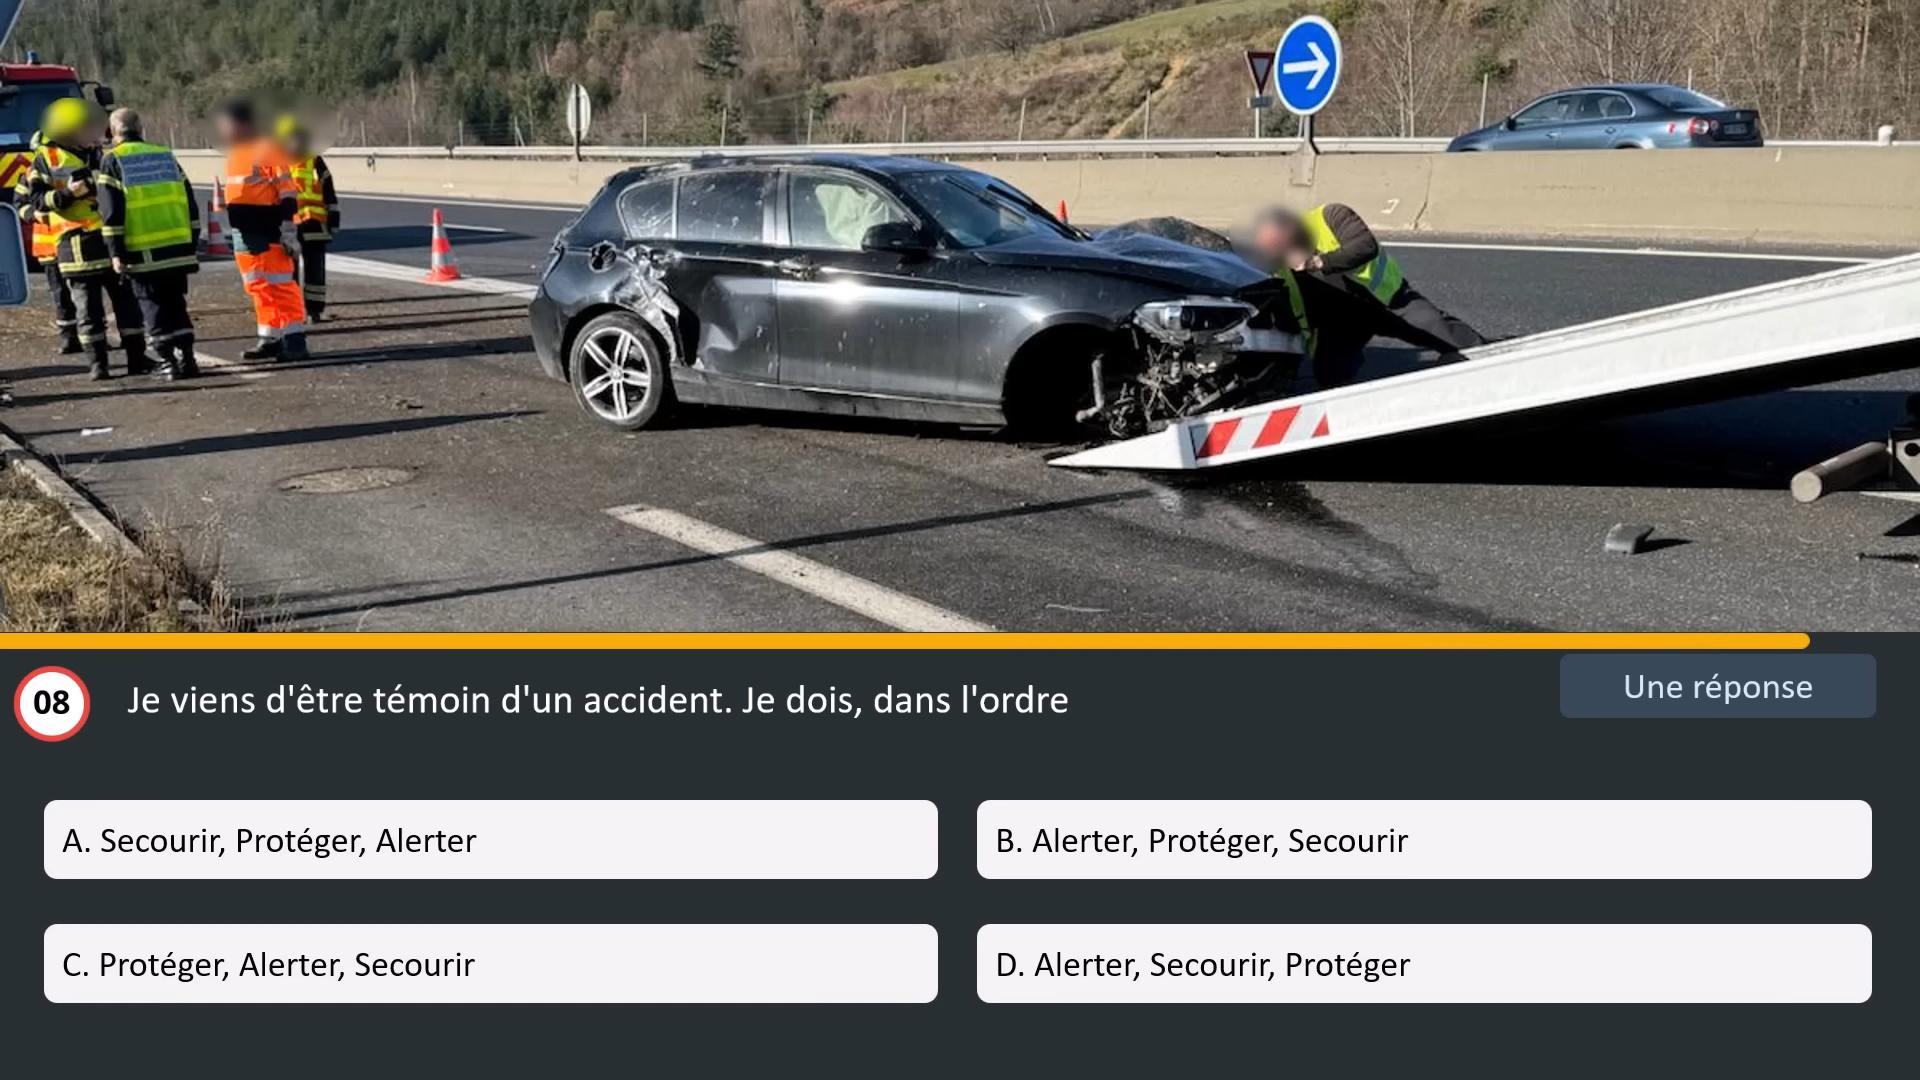 08
Je viens d'être témoin d'un accident. Je dois, dans l'ordre
Une réponse
A. Secourir, Protéger, Alerter
B. Alerter, Protéger, Secourir
C. Protéger, Alerter, Secourir
D. Alerter, Secourir, Protéger